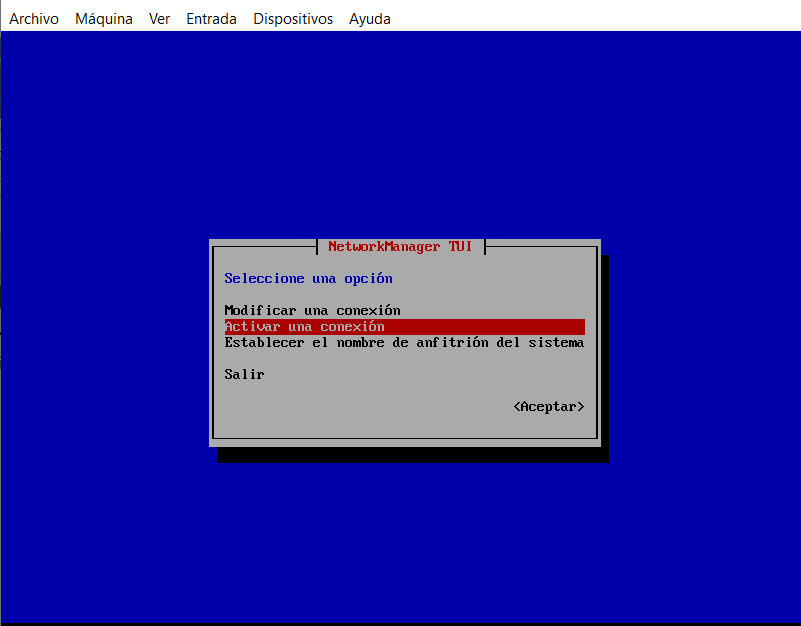 Archivo Máquina Ver Entrada Dispositivos Ayuda
NetworkManager TUI
Seleccione una opción
Modificar una conexión
Activar una conexión
Establecer el nombre de anfitrión del sistema
Salir
<Aceptar>